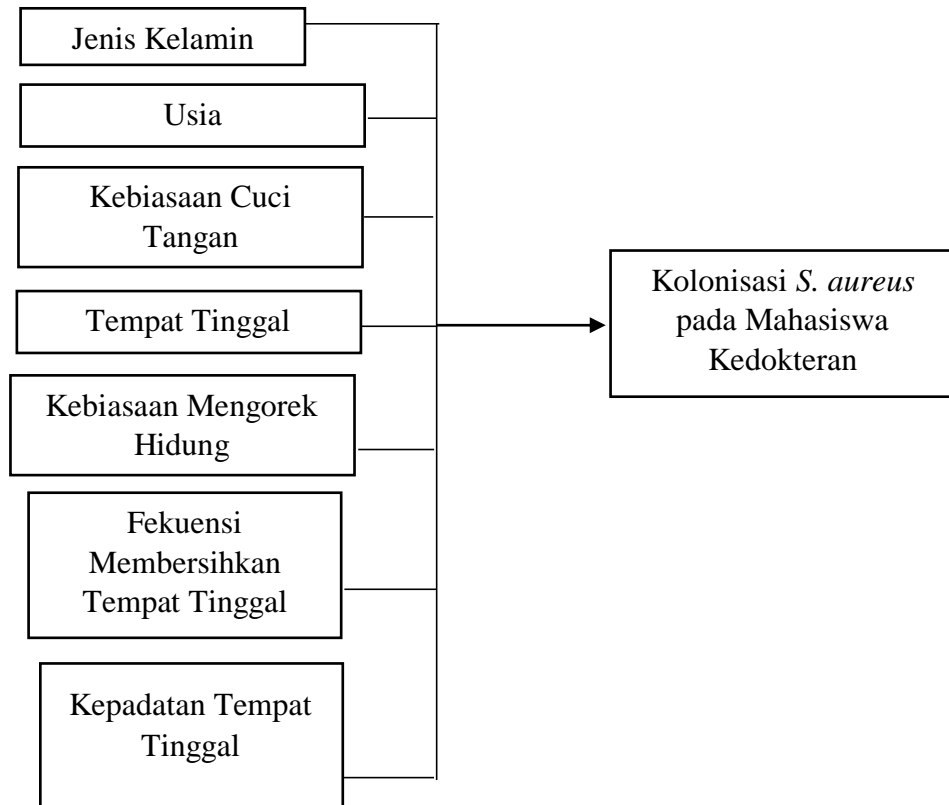 Jenis Kelamin
Usia
Kebiasaan Cuci
Tangan
Tempat Tinggal
Kebiasaan Mengorek
Hidung
Fekuensi
Membersihkan
Tempat Tinggal
Kepadatan Tempat
Tinggal
Kolonisasi S. aureus
pada Mahasiswa
Kedokteran